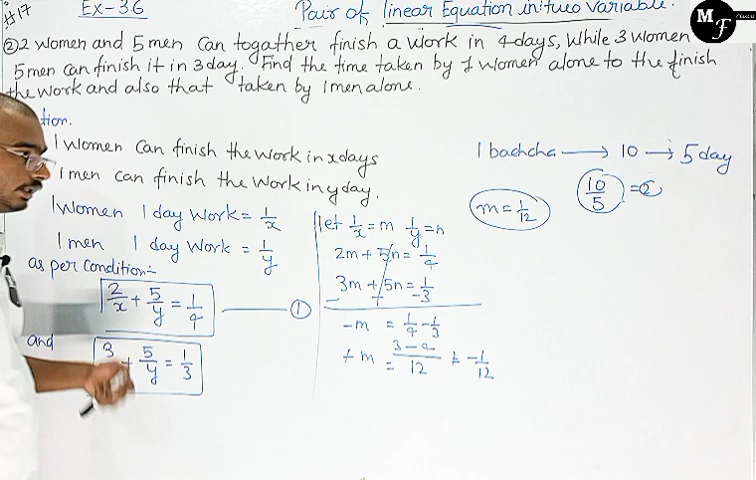 #17 Ex-3.6 Pair of linear Equation in two Variable.
M F
② 2 Women and 5 men Can togather finish a Work in 4 days, While 3 Women
5 men Can finish it in 3 day. Find the time taken by 1 Women alone to the finish
the work and also that taken by 1 men alone.
tion.
1 Women Can finish the work in x days
1 men can finish the Work in y day.
1 Women 1 day Work = 1/x
1 men 1 day Work = 1/y
as per condition:-
2/x + 5/y = 1/4 ①
and
3 + 5/y = 1/3
let 1/x = m 1/y = n
2m + 5n = 1/4
3m + 5n = 1/3
- - -
-m = 1/4 - 1/3
+m = 3-4/12 = -1/12
1 bachcha → 10 → 5 day
10/5 = 2
m = 1/12